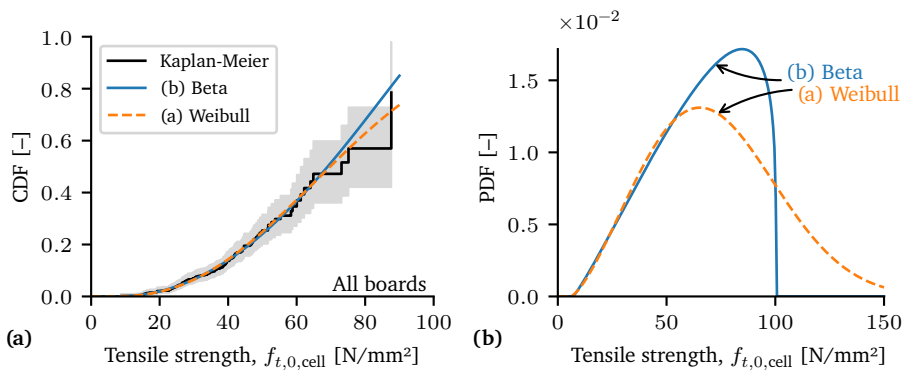 1.0
0.8
0.6
0.4
0.2
0.0
CDF [−]
Kaplan-Meier
(b) Beta
(a) Weibull
All boards
0 20 40 60 80 100
Tensile strength, f_{t,0,cell} [N/mm²]
(a)
×10⁻²
1.5
1.0
0.5
0.0
PDF [−]
(b) Beta
(a) Weibull
0 50 100 150
Tensile strength, f_{t,0,cell} [N/mm²]
(b)